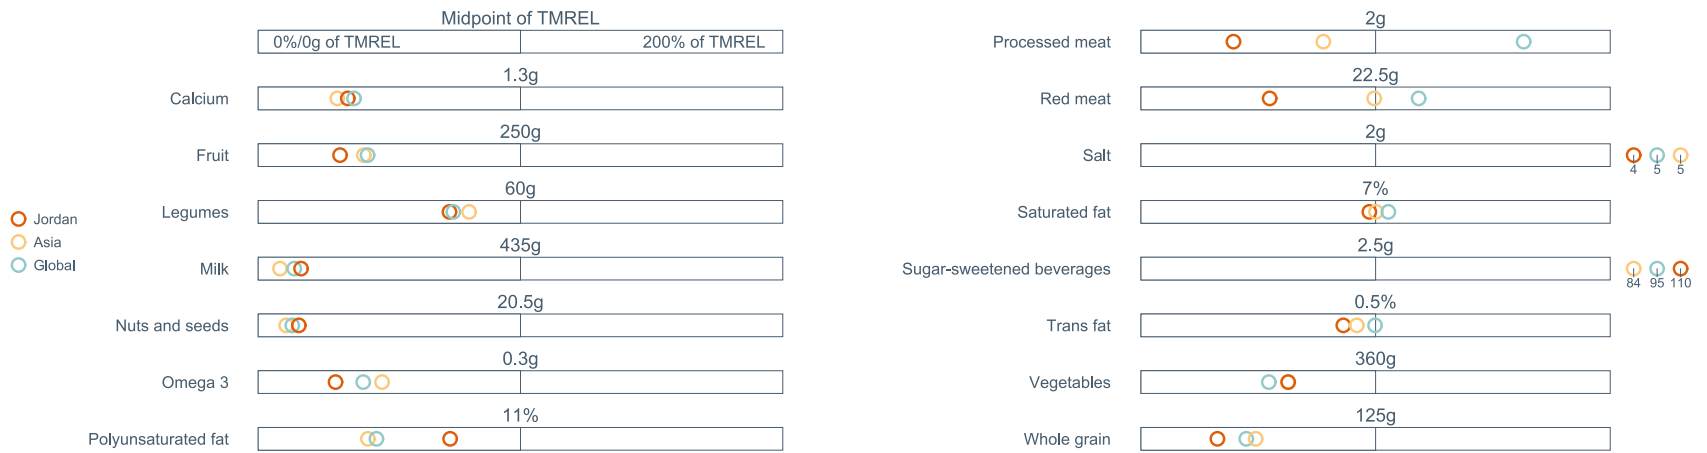 Midpoint of TMREL
0%/0g of TMREL
200% of TMREL
1.3g
Calcium
250g
Fruit
60g
Legumes
435g
Milk
20.5g
Nuts and seeds
0.3g
Omega 3
11%
Polyunsaturated fat
Jordan
Asia
Global
2g
Processed meat
22.5g
Red meat
2g
Salt
4 5 5
7%
Saturated fat
2.5g
Sugar-sweetened beverages
84 95 110
0.5%
Trans fat
360g
Vegetables
125g
Whole grain